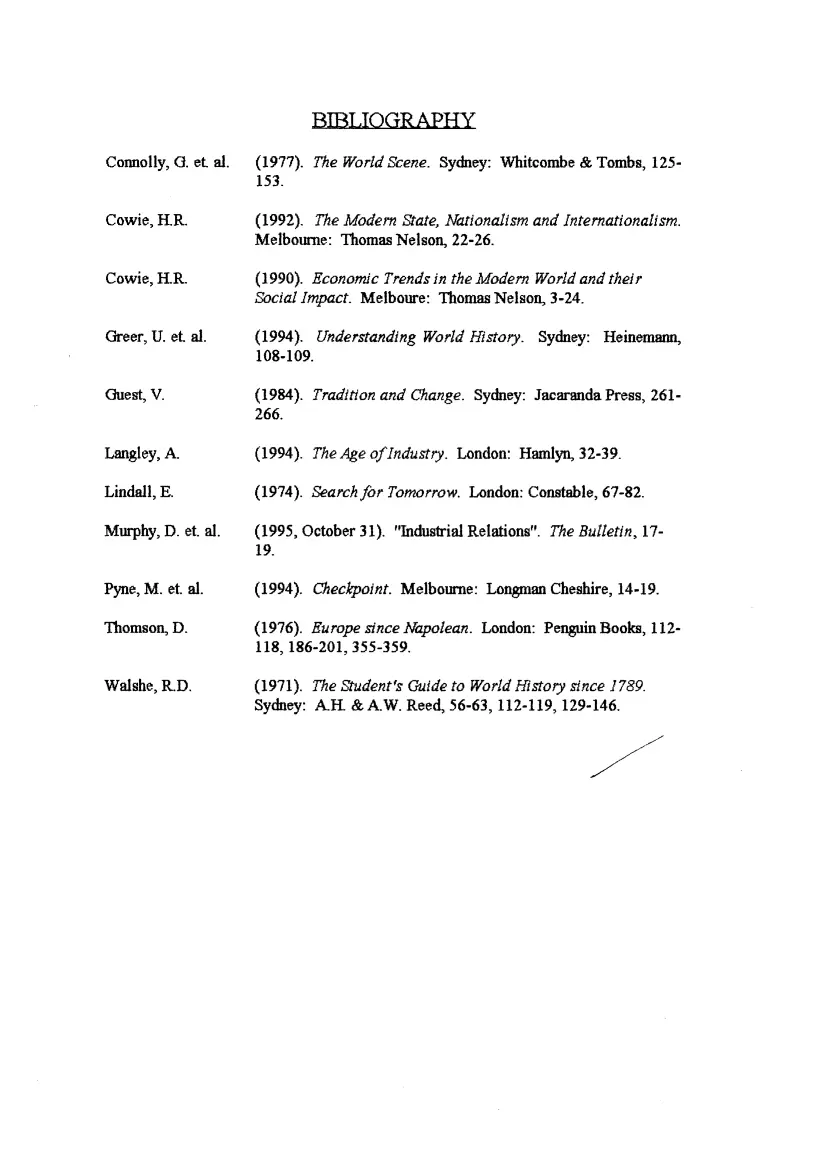 BIBLIOGRAPHY
Connolly, G. et. al. (1977). The World Scene. Sydney: Whitcombe & Tombs, 125-
153.
Cowie, H.R. (1992). The Modern State, Nationalism and Internationalism.
Melbourne: Thomas Nelson, 22-26.
Cowie, H.R. (1990). Economic Trends in the Modern World and their
Social Impact. Melboure: Thomas Nelson, 3-24.
Greer, U. et. al. (1994). Understanding World History. Sydney: Heinemann,
108-109.
Guest, V. (1984). Tradition and Change. Sydney: Jacaranda Press, 261-
266.
Langley, A. (1994). The Age of Industry. London: Hamlyn, 32-39.
Lindall, E. (1974). Search for Tomorrow. London: Constable, 67-82.
Murphy, D. et. al. (1995, October 31). "Industrial Relations". The Bulletin, 17-
19.
Pyne, M. et. al. (1994). Checkpoint. Melbourne: Longman Cheshire, 14-19.
Thomson, D. (1976). Europe since Napolean. London: Penguin Books, 112-
118, 186-201, 355-359.
Walshe, R.D. (1971). The Student's Guide to World History since 1789.
Sydney: A.H. & A.W. Reed, 56-63, 112-119, 129-146.